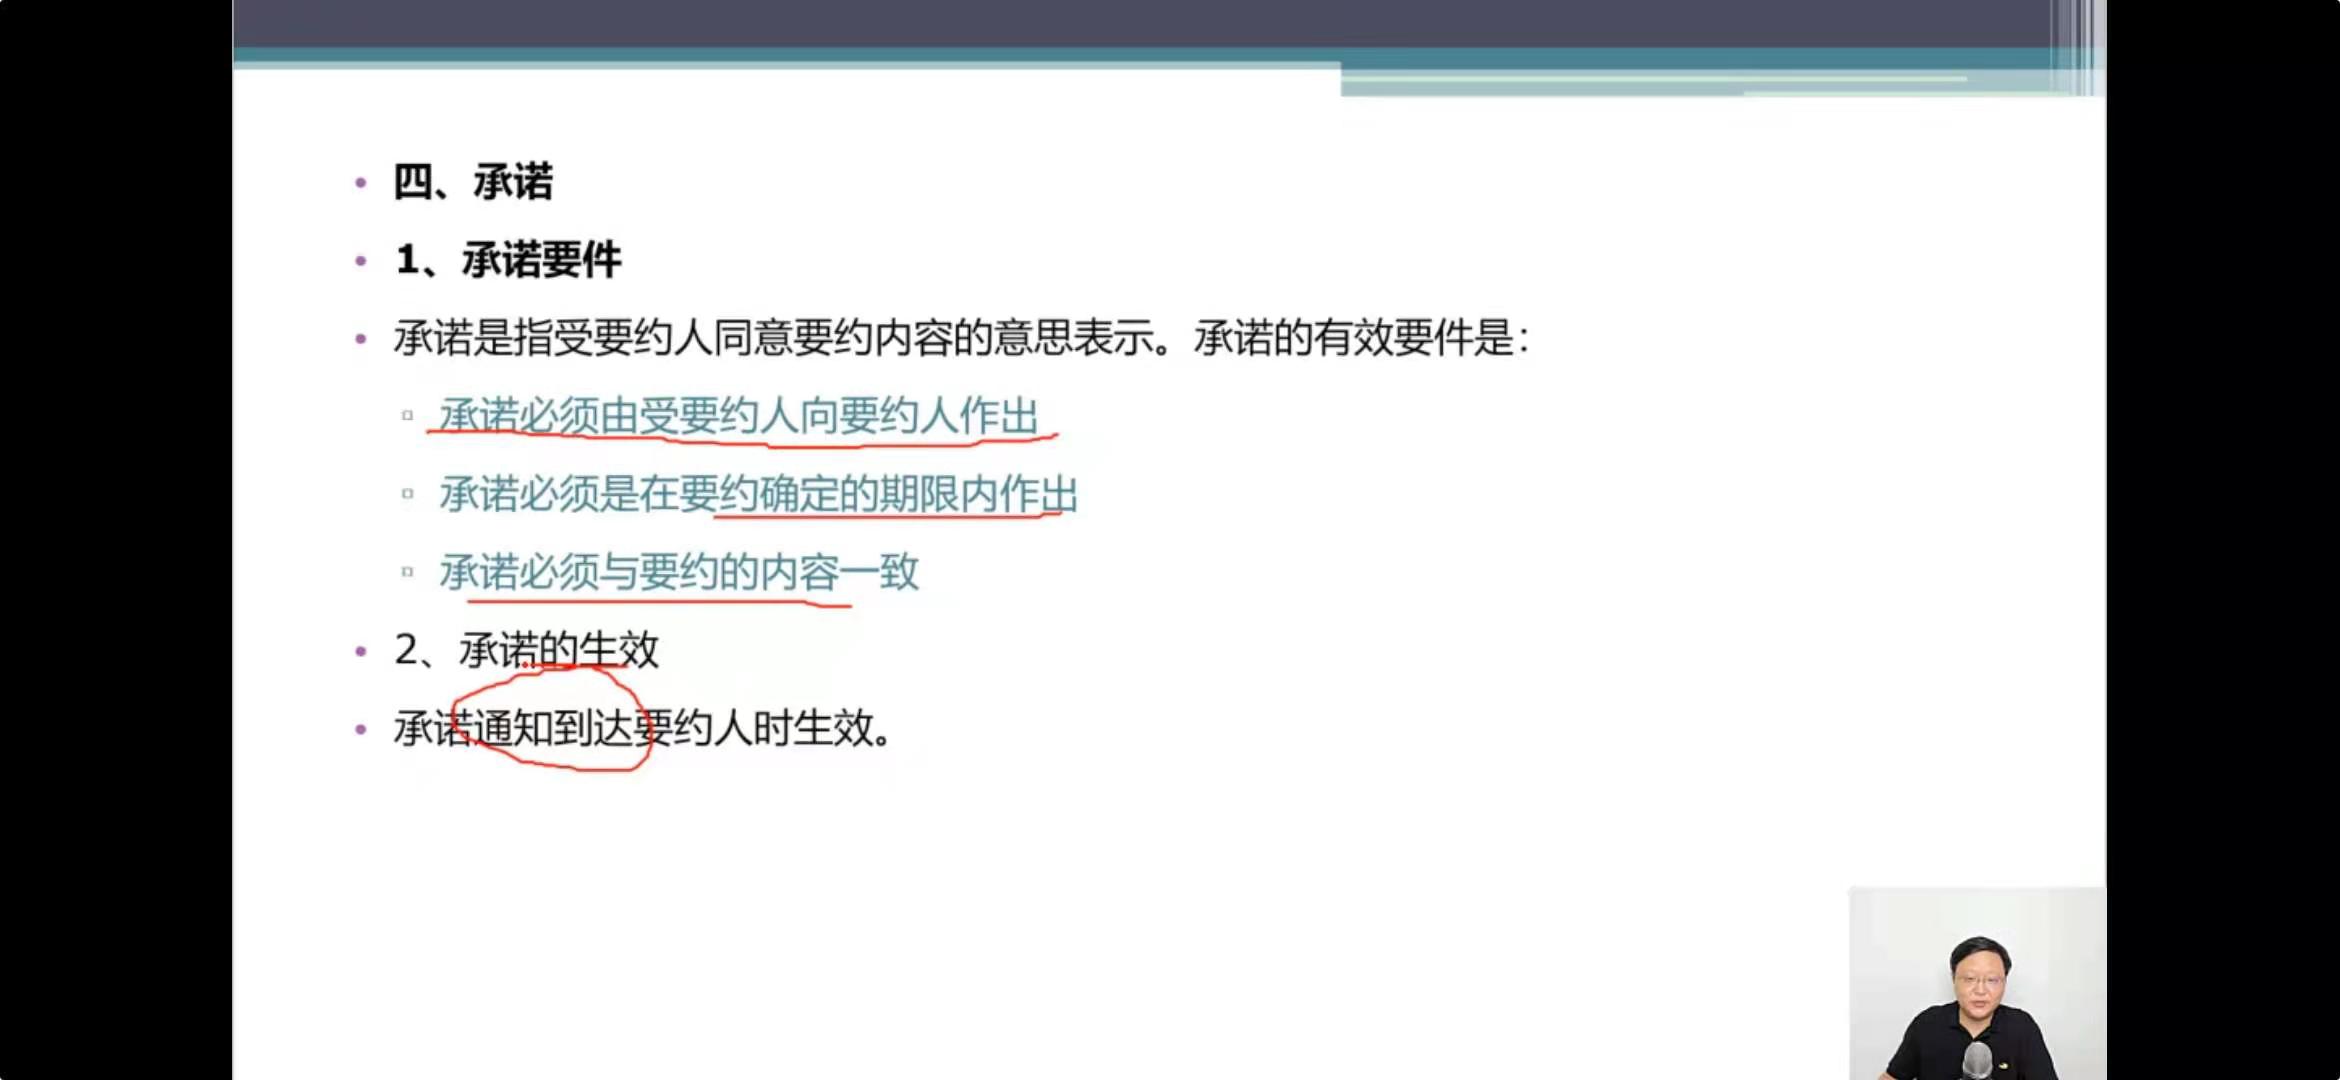 四、承诺
1、承诺要件
承诺是指受要约人同意要约内容的意思表示。承诺的有效要件是：
承诺必须由受要约人向要约人作出
承诺必须是在要约确定的期限内作出
承诺必须与要约的内容一致
2、承诺的生效
承诺通知到达要约人时生效。